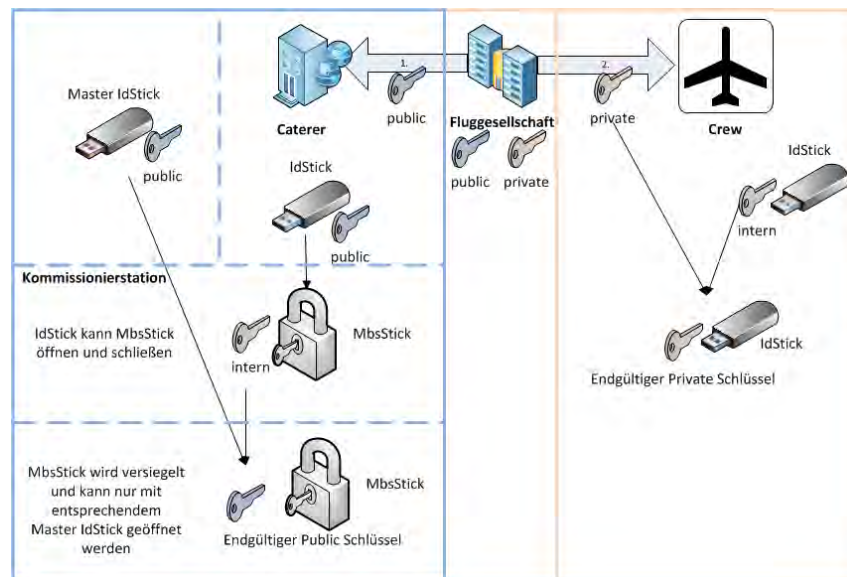 1.
2.
Master IdStick
public
Caterer
public
Fluggesellschaft
public
private
private
Crew
IdStick
public
IdStick
intern
Kommissionierstation
IdStick kann MbsStick
öffnen und schließen
intern
MbsStick
IdStick
Endgültiger Private Schlüssel
MbsStick wird versiegelt
und kann nur mit
entsprechendem
Master IdStick geöffnet
werden
MbsStick
Endgültiger Public Schlüssel